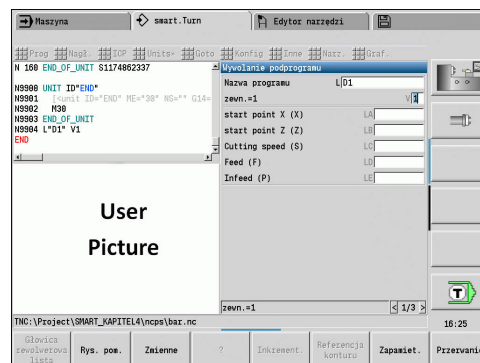 Maszyna smart.Turn Edytor narzędzi
Prog Nagł. ICP Units» Goto Konfig Inne Narz. Graf.
N 160 END_OF_UNIT S1174862337
N9900 UNIT ID"END"
N9901 [<unit ID="END" ME="30" NS="" G14=
N9902 M30
N9903 END_OF_UNIT
N9904 L"D1" V1
END
Wywolanie podprogramu
Nazwa programu L D1
zewn.=1 V 1
start point X (X) LA
start point Z (Z) LB
Cutting speed (S) LC
Feed (F) LD
Infeed (P) LE
User
Picture
zewn.=1 < 1/3 >
TNC:\Project\SMART_KAPITEL4\ncps\bar.nc
16:25
T
Głowica rewolwerova lista
Rys. pom.
Zmienne
?
Inkrement.
Referencja konturu
Zapamiet.
Przerwanie